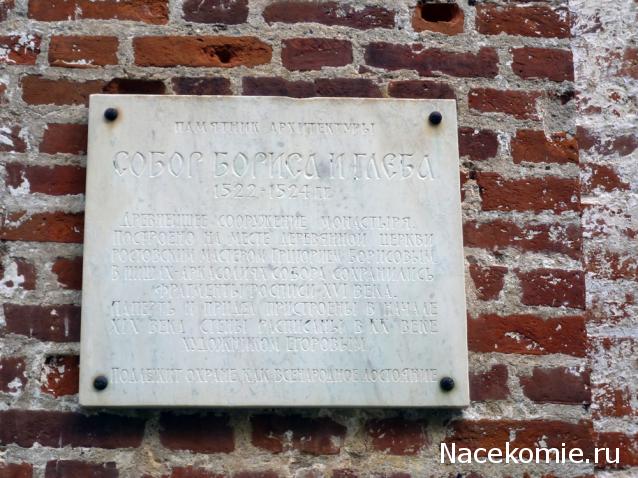 ПАМЯТНИК АРХИТЕКТУРЫ
СОБОР БОРИСА И ГЛЕБА
1522-1524 ГГ.
ДРЕВНЕЙШЕЕ СООРУЖЕНИЕ МОНАСТЫРЯ.
ПОСТРОЕНО НА МЕСТЕ ДЕРЕВЯННОЙ ЦЕРКВИ
РОСТОВСКИМ МАСТЕРОМ ГРИГОРИЕМ БОРИСОВЫМ
В НИШАХ-АРКАСОЛИЯХ СОБОРА СОХРАНИЛИСЬ
ФРАГМЕНТЫ РОСПИСИ XVI ВЕКА.
ПАПЕРТЬ И ПРИДЕЛ ПРИСТРОЕНЫ В НАЧАЛЕ
XIX ВЕКА. СТЕНЫ РАСПИСАНЫ В XX ВЕКЕ
ХУДОЖНИКОМ ЕГОРОВЫМ.
ПОДЛЕЖИТ ОХРАНЕ КАК ВСЕНАРОДНОЕ ДОСТОЯНИЕ
Nacekomie.ru